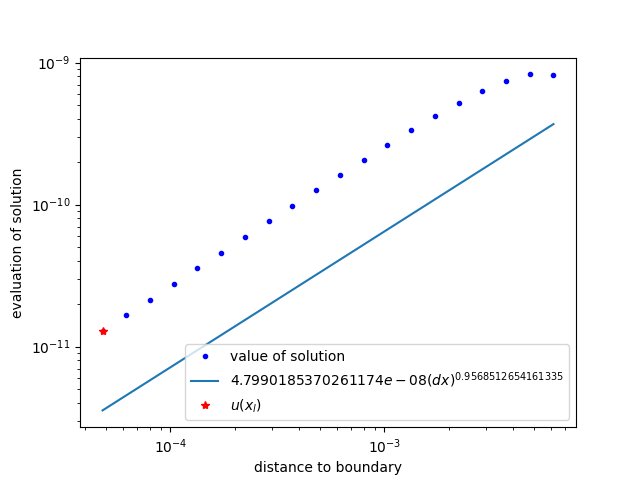 10⁻⁹
10⁻¹⁰
10⁻¹¹
evaluation of solution
value of solution
4.7990185370261174e − 08(dx)^0.9568512654161335
u(x_l)
10⁻⁴
10⁻³
distance to boundary